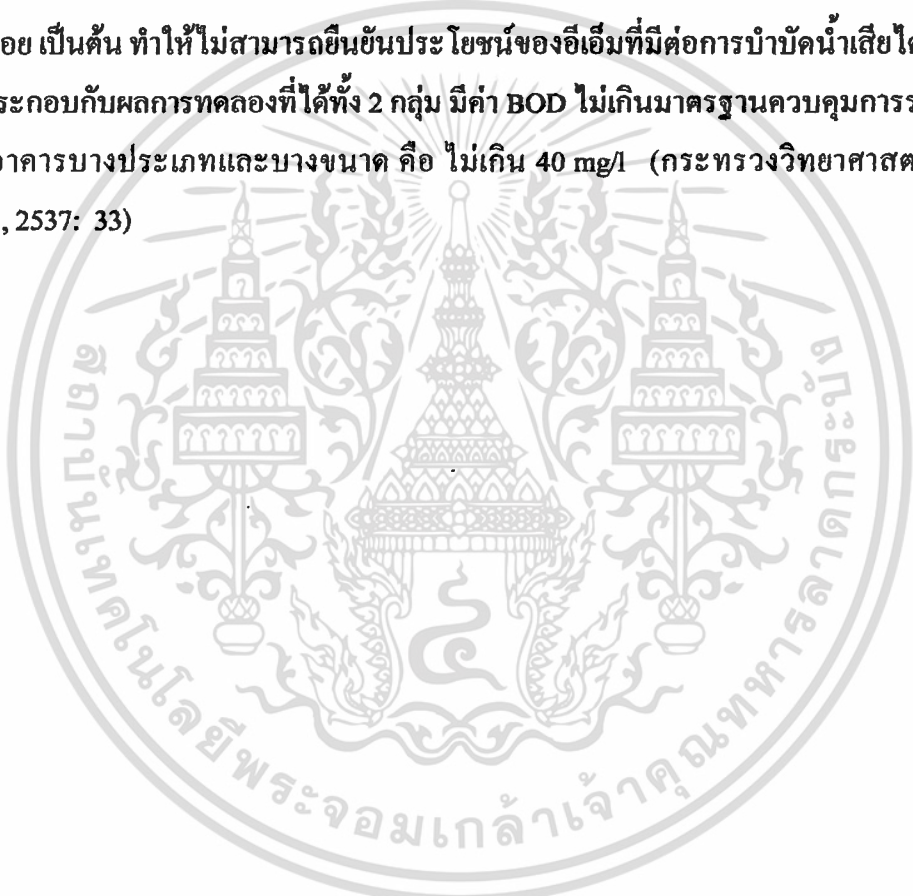 อย เป็นต้น ทำให้ไม่สามารถยืนยันประโยชน์ของอีเอ็มที่มีต่อการบำบัดน้ำเสียได
ระกอบกับผลการทดลองที่ได้ทั้ง 2 กลุ่ม มีค่า BOD ไม่เกินมาตรฐานควบคุมการร
อาคารบางประเภทและบางขนาด คือ ไม่เกิน 40 mg/l (กระทรวงวิทยาศาสต
, 2537: 33)
สถาบันเทคโนโลยีพระจอมเกล้าเจ้าคุณทหารลาดกระบัง